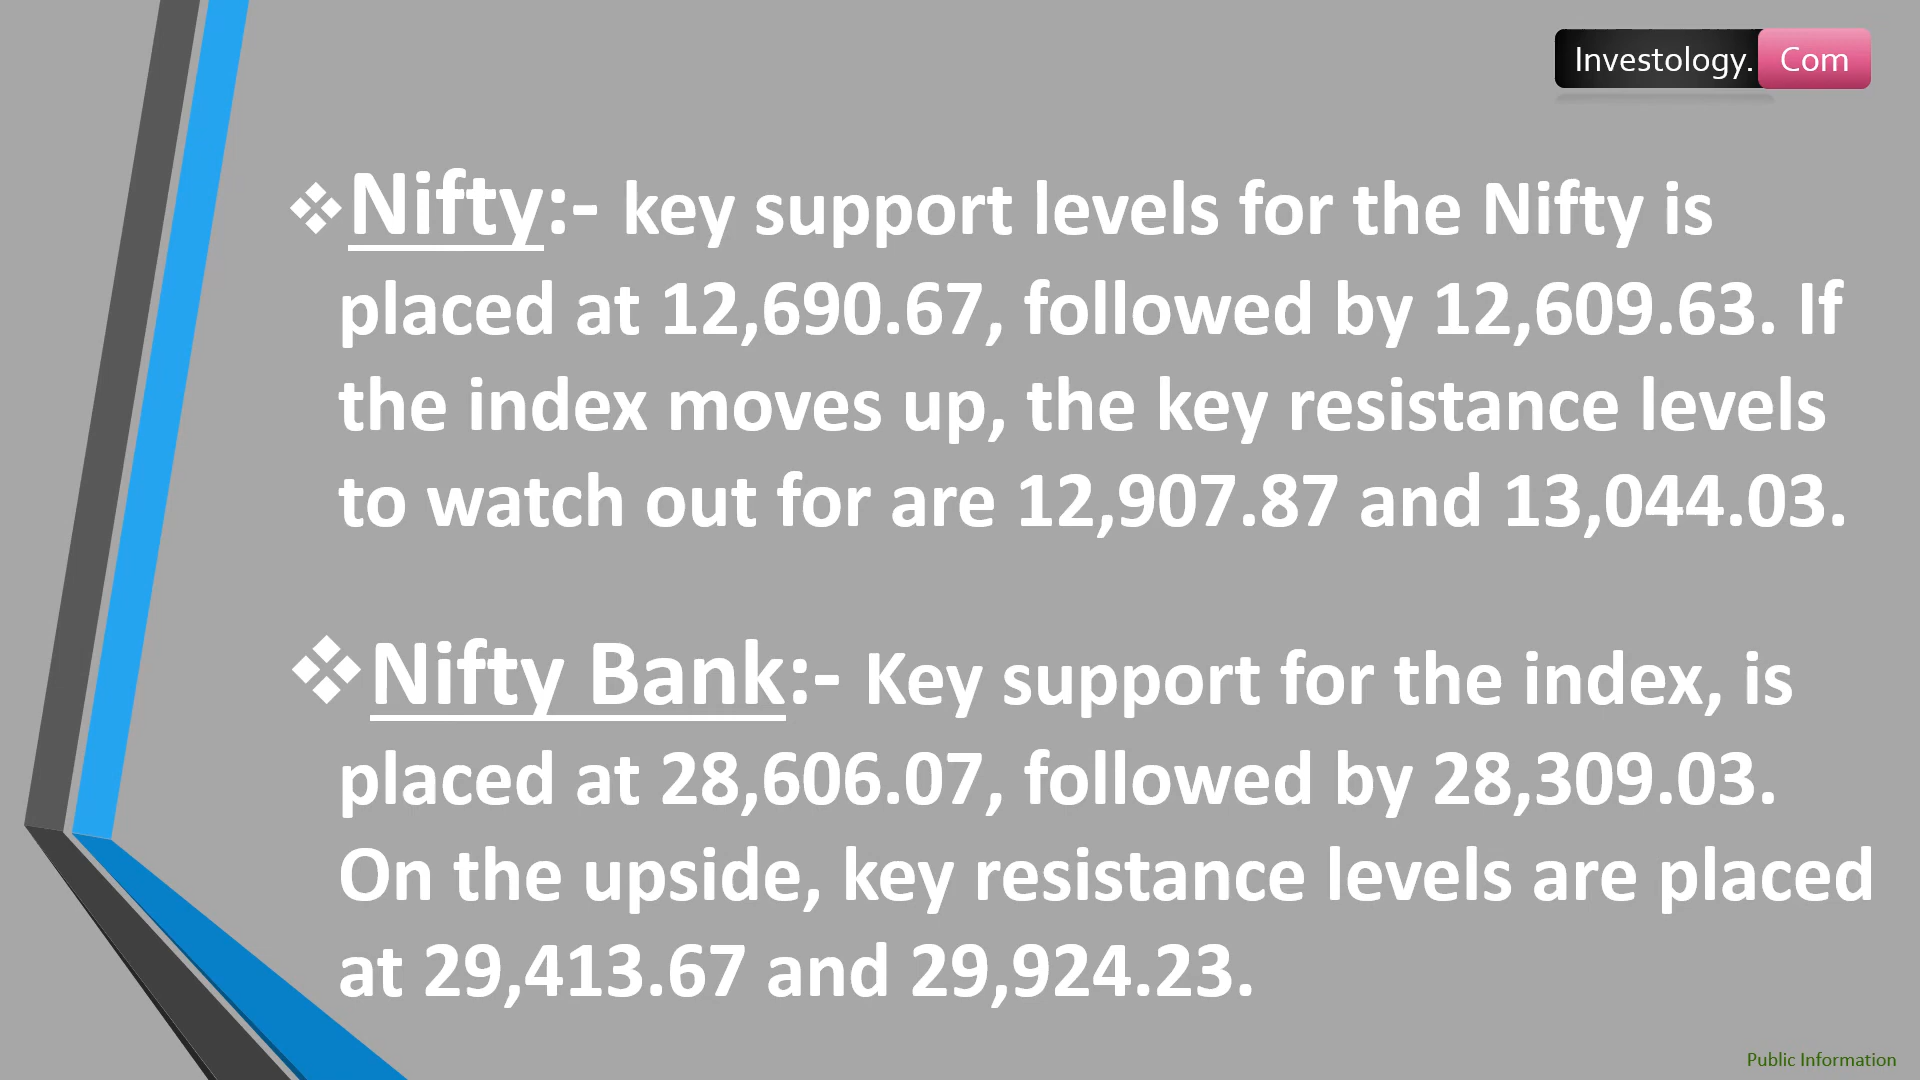 Investology. Com
❖Nifty:- key support levels for the Nifty is
placed at 12,690.67, followed by 12,609.63. If
the index moves up, the key resistance levels
to watch out for are 12,907.87 and 13,044.03.
❖Nifty Bank:- Key support for the index, is
placed at 28,606.07, followed by 28,309.03.
On the upside, key resistance levels are placed
at 29,413.67 and 29,924.23.
Public Information